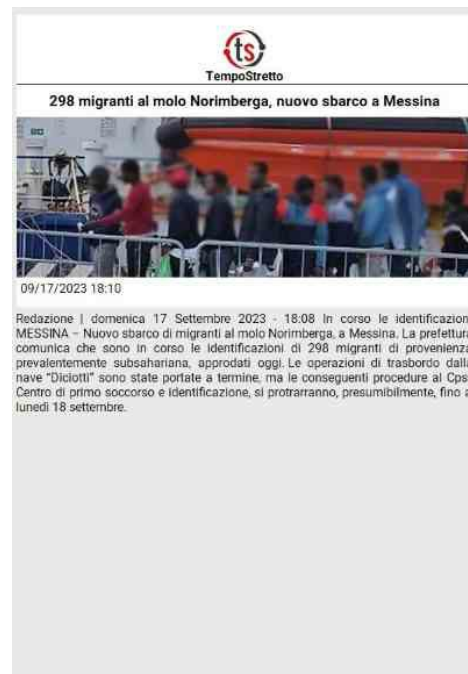 ts
TempoStretto
298 migranti al molo Norimberga, nuovo sbarco a Messina
09/17/2023 18:10
Redazione | domenica 17 Settembre 2023 - 18:08 In corso le identificazion
MESSINA – Nuovo sbarco di migranti al molo Norimberga, a Messina. La prefettura
comunica che sono in corso le identificazioni di 298 migranti di provenienza
prevalentemente subsahariana, approdati oggi. Le operazioni di trasbordo dalla
nave “Diciotti” sono state portate a termine, ma le conseguenti procedure al Cps
Centro di primo soccorso e identificazione, si protrarranno, presumibilmente, fino a
lunedì 18 settembre.